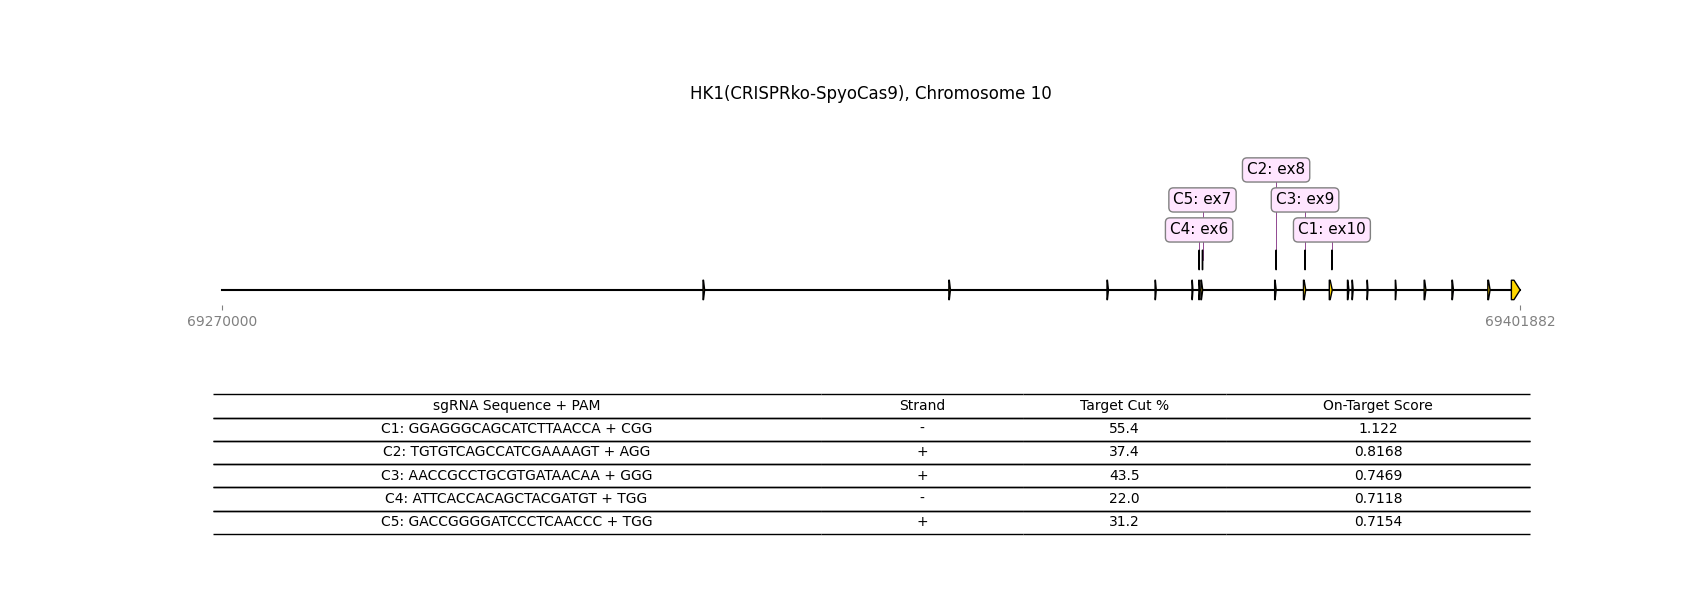 HK1(CRISPRko-SpyoCas9), Chromosome 10
C2: ex8
C5: ex7
C3: ex9
C4: ex6
C1: ex10
69270000
69401882
sgRNA Sequence + PAM Strand Target Cut % On-Target Score
C1: GGAGGGCAGCATCTTAACCA + CGG - 55.4 1.122
C2: TGTGTCAGCCATCGAAAAGT + AGG + 37.4 0.8168
C3: AACCGCCTGCGTGATAACAA + GGG + 43.5 0.7469
C4: ATTCACCACAGCTACGATGT + TGG - 22.0 0.7118
C5: GACCGGGGATCCCTCAACCC + TGG + 31.2 0.7154